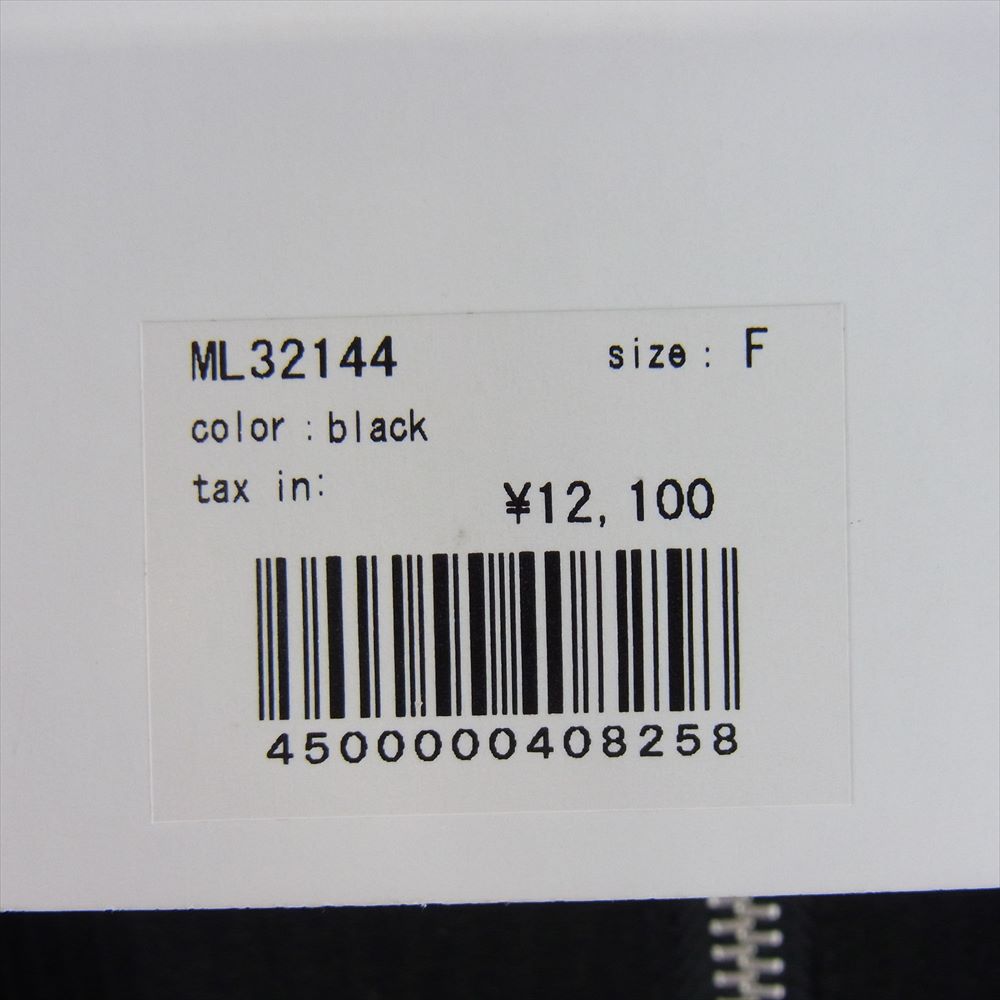 ML32144 size: F
color :black
tax in:
¥12,100
4500000408258